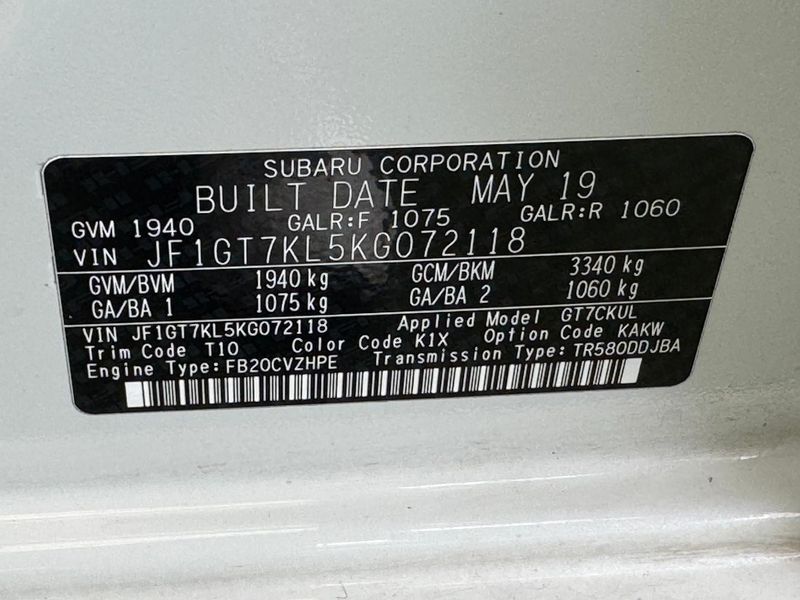 SUBARU CORPORATION
BUILT DATE MAY 19
GVM 1940 GALR:F 1075 GALR:R 1060
VIN JF1GT7KL5KG072118
GVM/BVM 1940 kg GCM/BKM 3340 kg
GA/BA 1 1075 kg GA/BA 2 1060 kg
VIN JF1GT7KL5KG072118 Applied Model GT7CKUL
Trim Code T10 Color Code K1X Option Code KAKW
Engine Type: FB20CVZHPE Transmission Type: TR580DDJBA